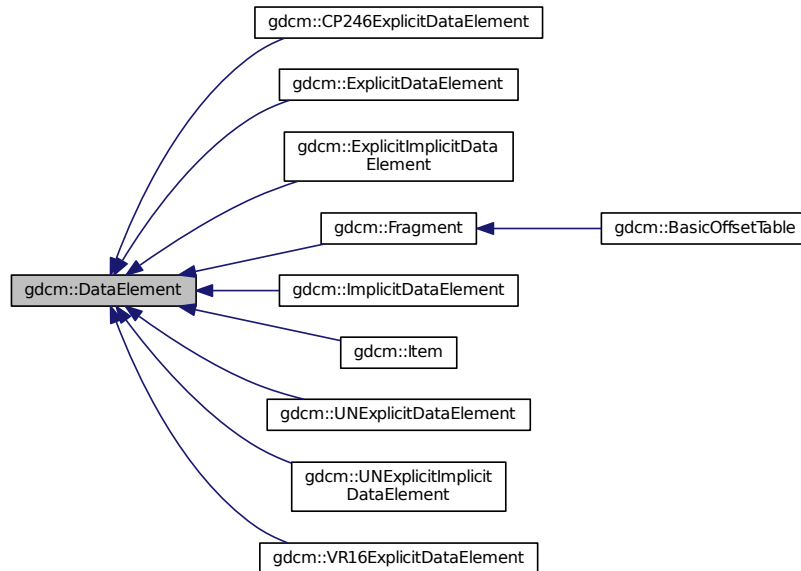 gdcm::CP246ExplicitDataElement
gdcm::ExplicitDataElement
gdcm::ExplicitImplicitData
Element
gdcm::Fragment
gdcm::BasicOffsetTable
gdcm::DataElement
gdcm::ImplicitDataElement
gdcm::Item
gdcm::UNExplicitDataElement
gdcm::UNExplicitImplicit
DataElement
gdcm::VR16ExplicitDataElement